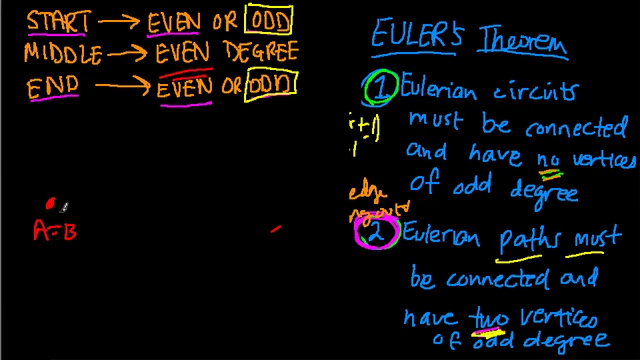 START → EVEN OR ODD
MIDDLE → EVEN DEGREE
END → EVEN OR ODD
A=B
EULER'S Theorem
1 Eulerian circuits
must be connected
and have no vertices
of odd degree
edge
2 Eulerian paths must
be connected and
have two vertices
of odd degree